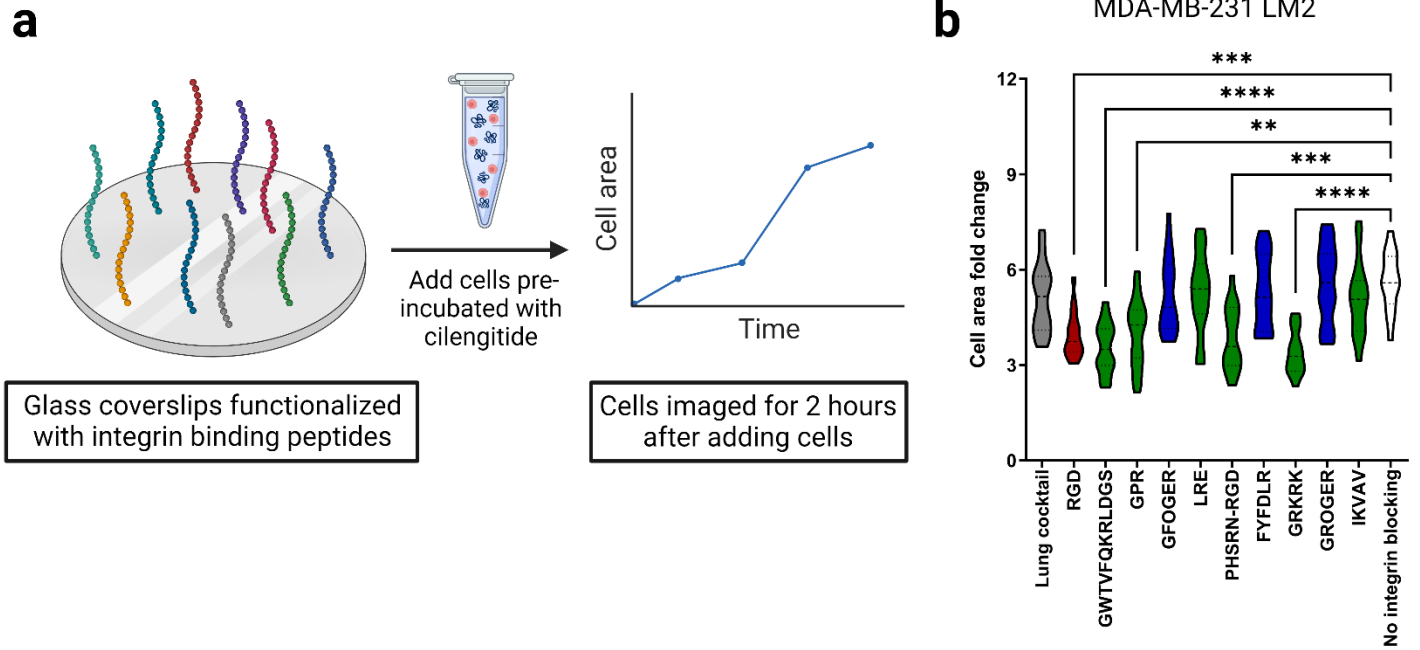 a
Add cells pre-
incubated with
cilengitide
Cell area
Time
Glass coverslips functionalized
with integrin binding peptides
Cells imaged for 2 hours
after adding cells
b
MDA-MB-231 LM2
***
****
**
***
****
Cell area fold change
12
9
6
3
0
Lung cocktail
RGD
GWTVFQKRLDGS
GPR
GFOGER
LRE
PHSRN-RGD
FYFDLR
GRKRK
GROGER
IKVAV
No integrin blocking